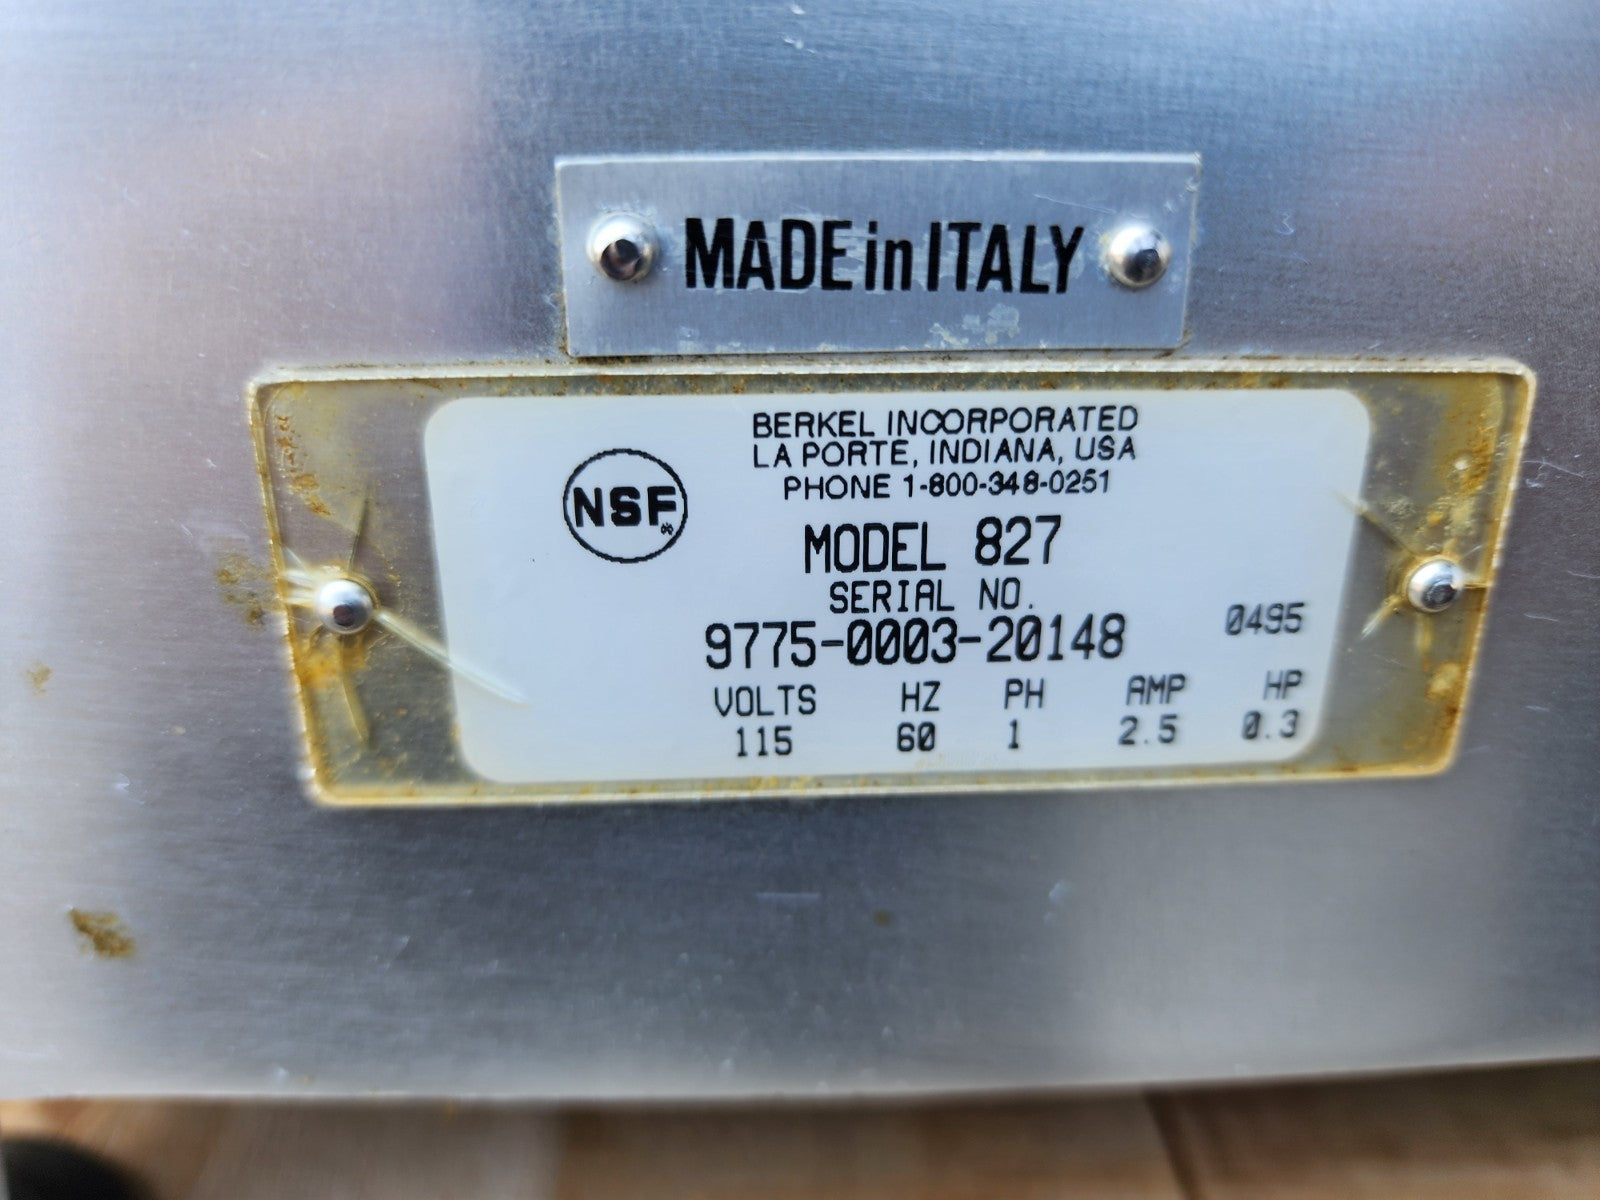 MADE in ITALY
BERKEL INCORPORATED
LA PORTE, INDIANA, USA
PHONE 1-800-348-0251
NSF
MODEL 827
SERIAL NO.
9775-0003-20148 0495
VOLTS HZ PH AMP HP
115 60 1 2.5 0.3